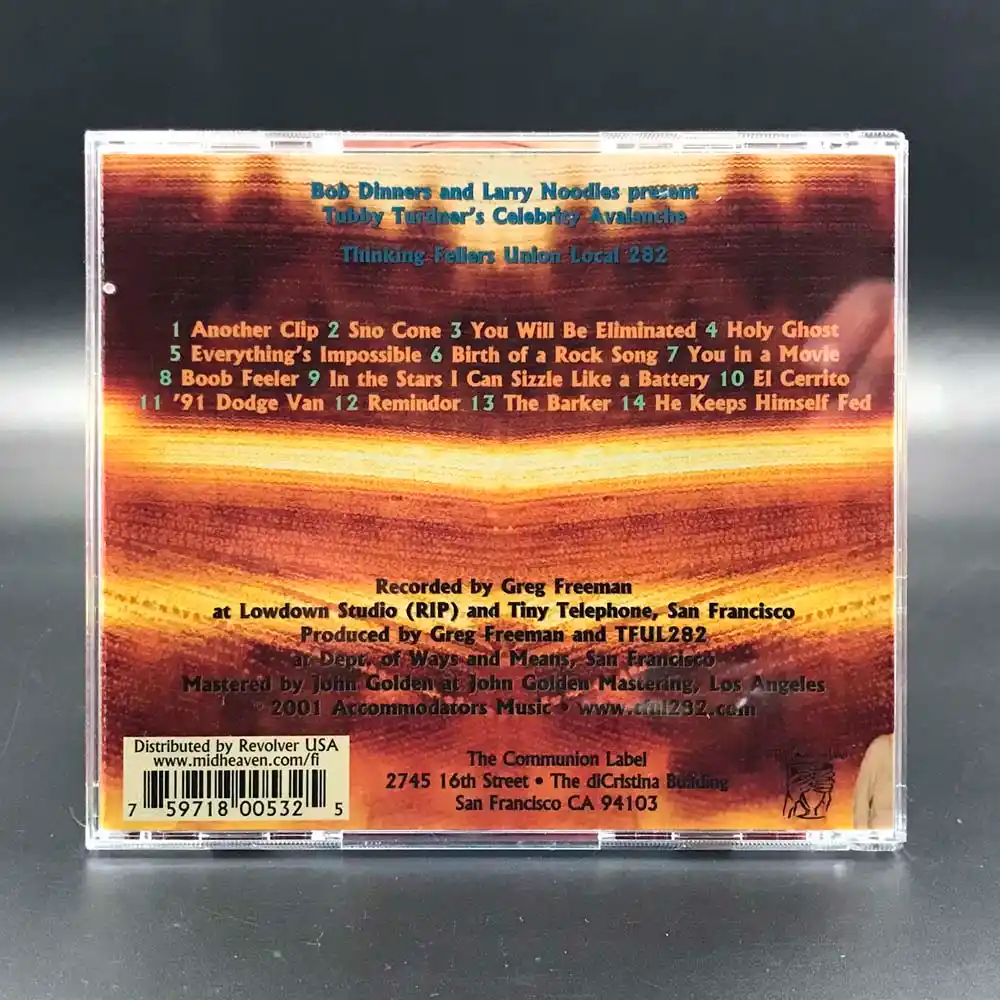 Bob Dinners and Larry Noodles present
Tubby Turdner's Celebrity Avalanche
Thinking Fellers Union Local 282
1 Another Clip 2 Sno Cone 3 You Will Be Eliminated 4 Holy Ghost
5 Everything's Impossible 6 Birth of a Rock Song 7 You in a Movie
8 Boob Feeler 9 In the Stars I Can Sizzle Like a Battery 10 El Cerrito
11 '91 Dodge Van 12 Remindor 13 The Barker 14 He Keeps Himself Fed
Recorded by Greg Freeman
at Lowdown Studio (RIP) and Tiny Telephone, San Francisco
Produced by Greg Freeman and TFUL282
at Dept. of Ways and Means, San Francisco
Mastered by John Golden at John Golden Mastering, Los Angeles
2001 Accommodators Music • www.tful282.com
Distributed by Revolver USA
www.midheaven.com/fi
7 59718 00532 5
The Communion Label
2745 16th Street • The diCristina Building
San Francisco CA 94103